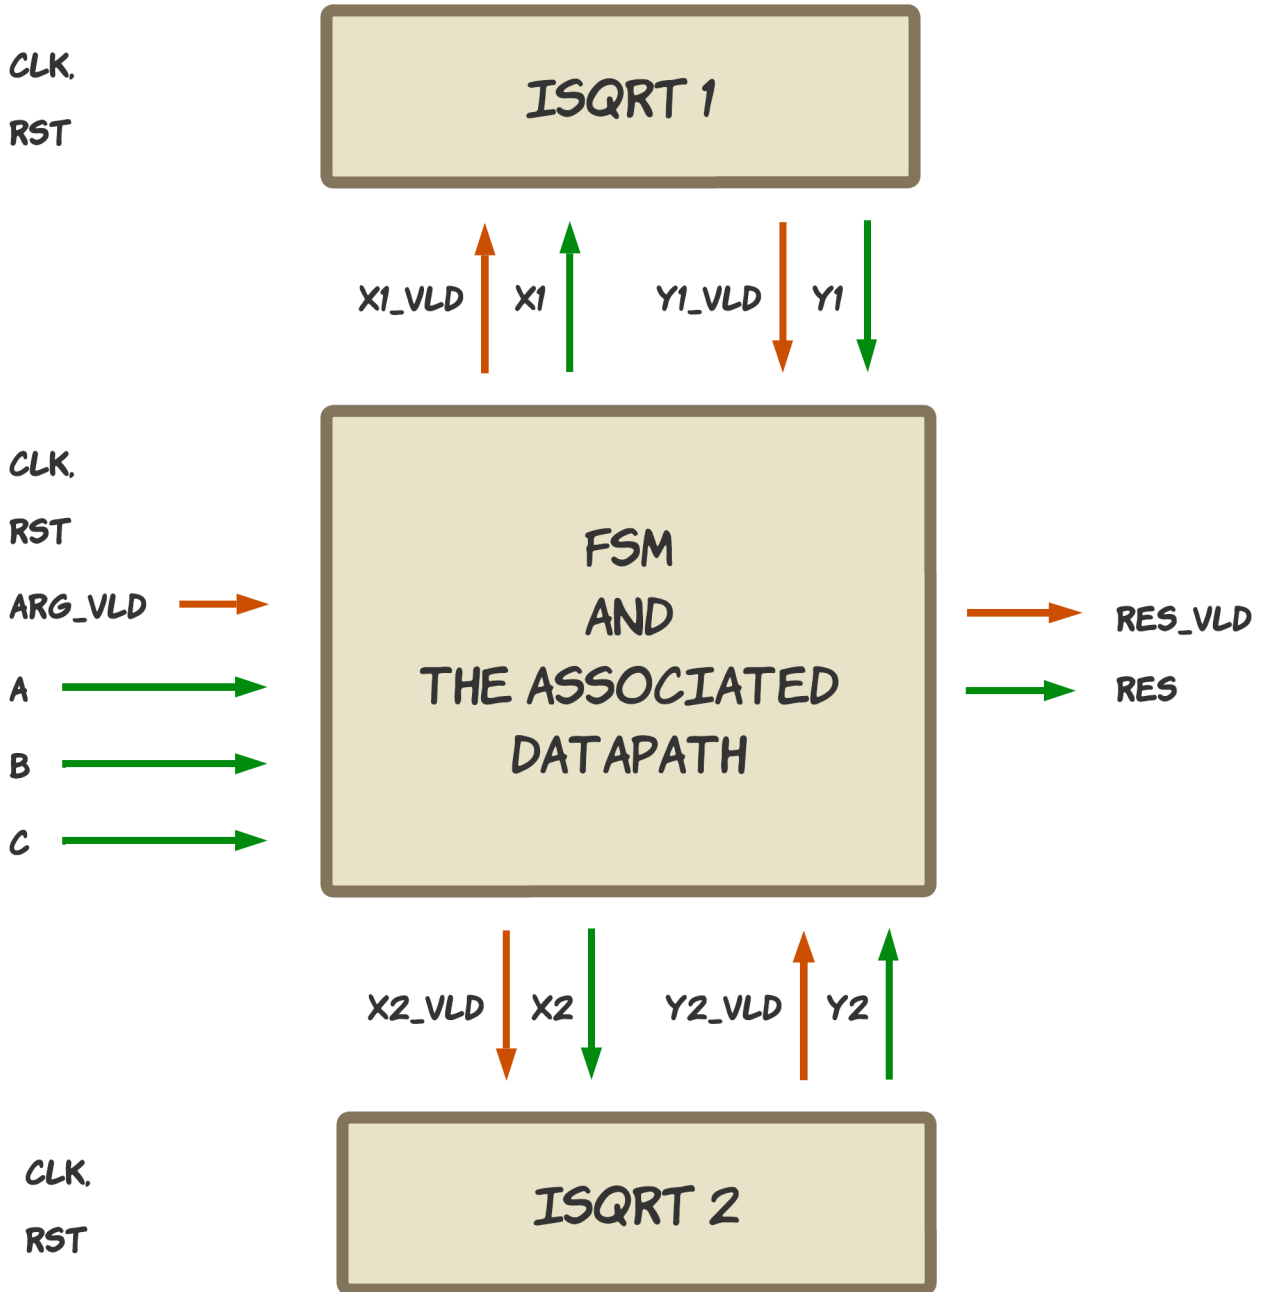 CLK.
RST
ISQRT 1
X1_VLD
X1
Y1_VLD
Y1
CLK.
RST
ARG_VLD
A
B
C
FSM
AND
THE ASSOCIATED
DATAPATH
RES_VLD
RES
X2_VLD
X2
Y2_VLD
Y2
CLK.
RST
ISQRT 2